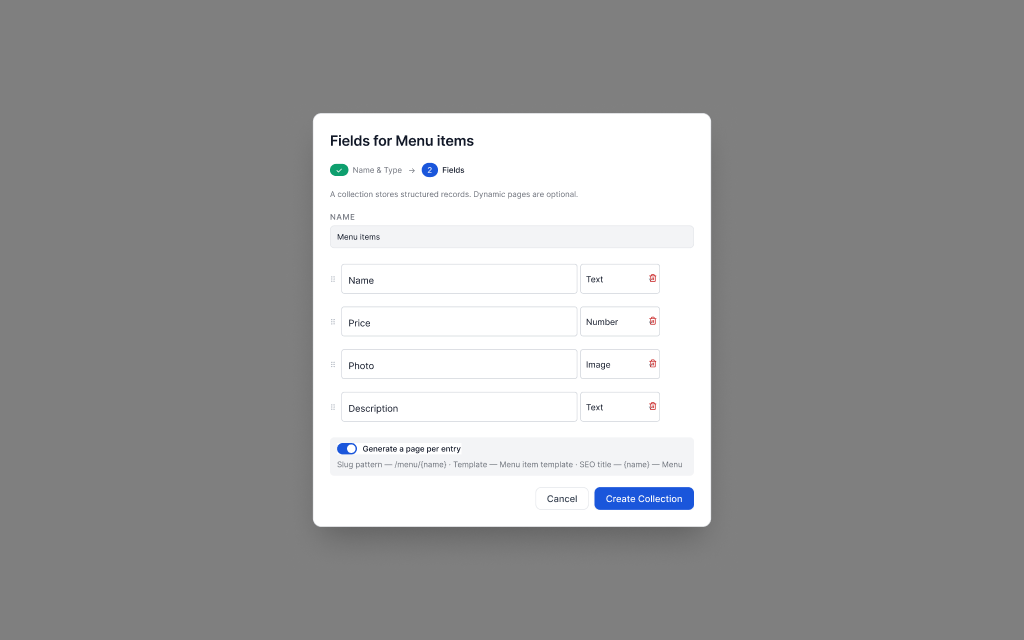 Fields for Menu items
✓ Name & Type → 2 Fields
A collection stores structured records. Dynamic pages are optional.
NAME
Menu items
Name Text
Price Number
Photo Image
Description Text
Generate a page per entry
Slug pattern — /menu/{name} · Template — Menu item template · SEO title — {name} — Menu
Cancel Create Collection